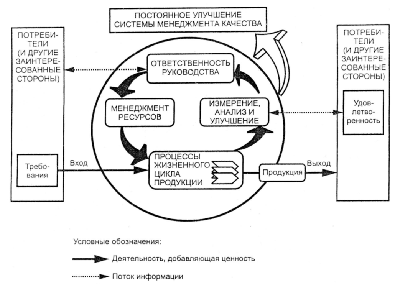 ПОСТОЯННОЕ УЛУЧШЕНИЕ
СИСТЕМЫ МЕНЕДЖМЕНТА КАЧЕСТВА
ПОТРЕБИ-
ТЕЛИ
(И ДРУГИЕ
ЗАИНТЕРЕ-
СОВАННЫЕ
СТОРОНЫ)
ОТВЕТСТВЕННОСТЬ
РУКОВОДСТВА
ПОТРЕБИ-
ТЕЛИ
(И ДРУГИЕ
ЗАИНТЕРЕ-
СОВАННЫЕ
СТОРОНЫ)
МЕНЕДЖМЕНТ
РЕСУРСОВ
ИЗМЕРЕНИЕ,
АНАЛИЗ И
УЛУЧШЕНИЕ
Удов-
летво-
ренность
Требо-
вания
Вход
ПРОЦЕССЫ
ЖИЗНЕННОГО
ЦИКЛА
ПРОДУКЦИИ
Продукция
Выход
Условные обозначения:
Деятельность, добавляющая ценность
Поток информации